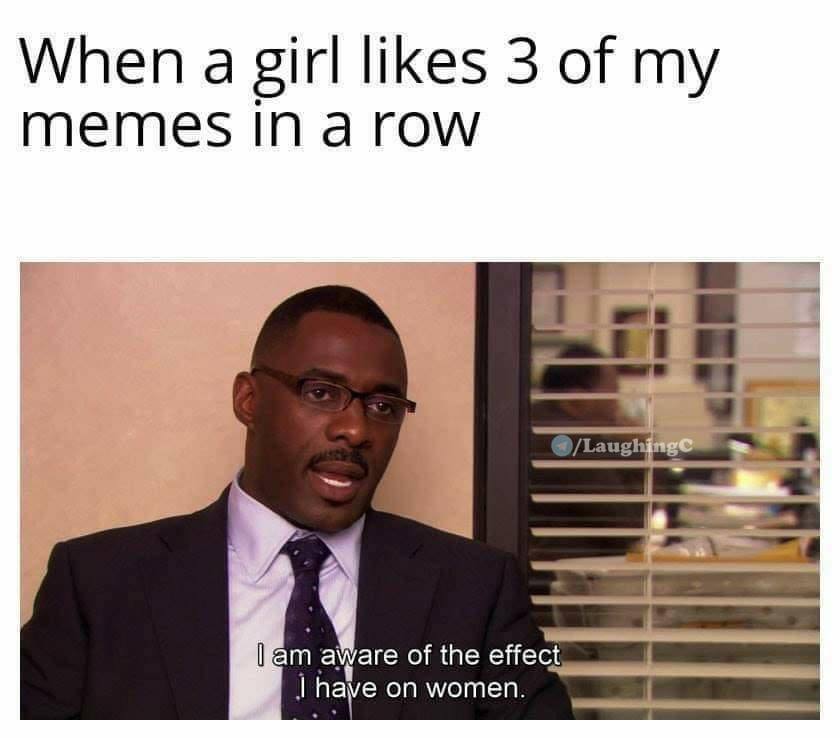 When a girl likes 3 of my
memes in a row
/LaughingC
I am aware of the effect
I have on women.